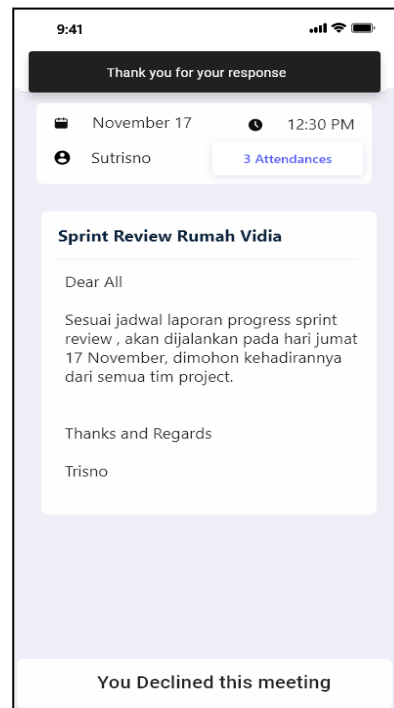 9:41
Thank you for your response
November 17
12:30 PM
Sutrisno
3 Attendances
Sprint Review Rumah Vidia
Dear All
Sesuai jadwal laporan progress sprint
review , akan dijalankan pada hari jumat
17 November, dimohon kehadirannya
dari semua tim project.
Thanks and Regards
Trisno
You Declined this meeting